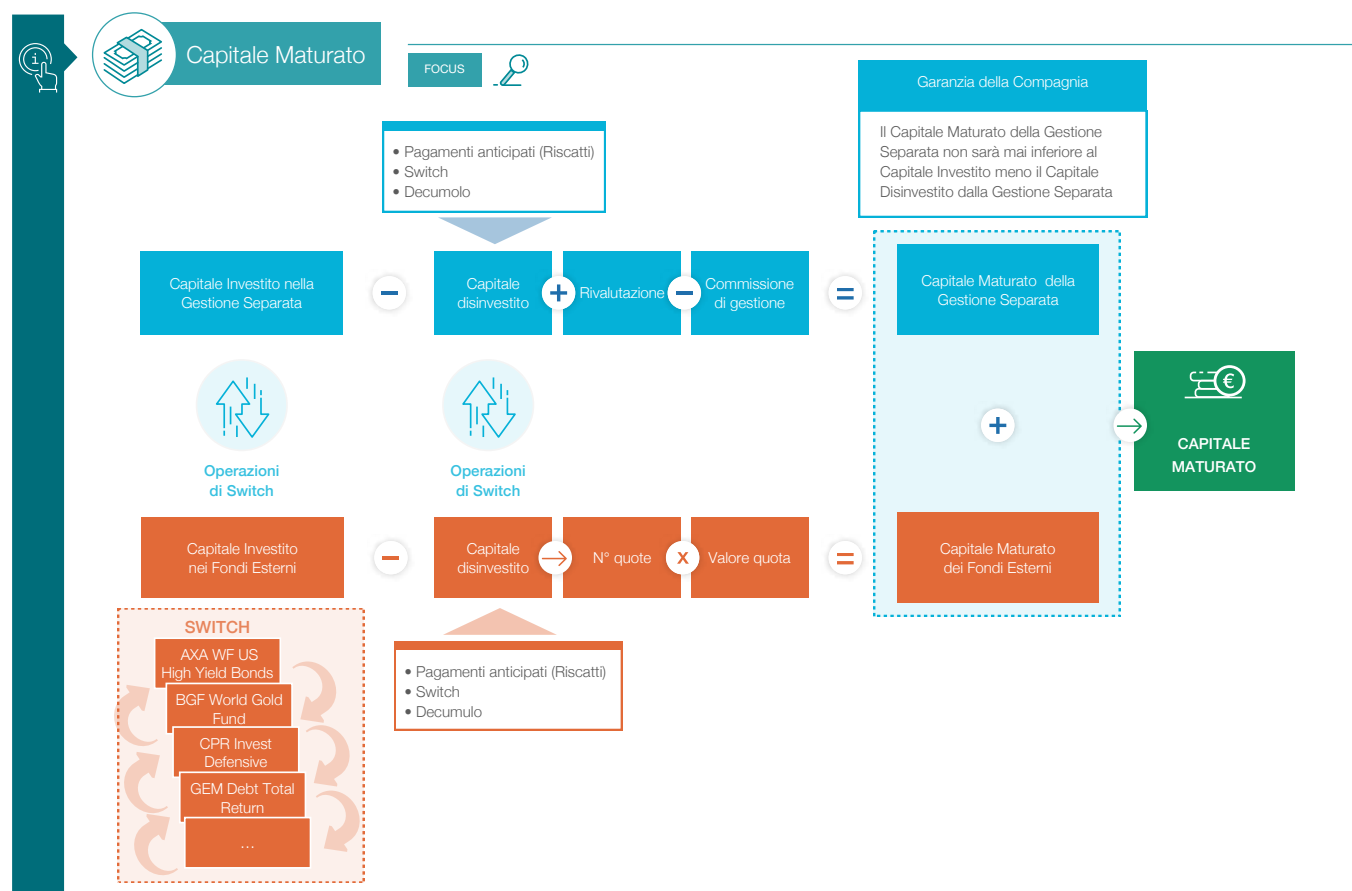 Capitale Maturato
FOCUS
Garanzia della Compagnia
Il Capitale Maturato della Gestione
Separata non sarà mai inferiore al
Capitale Investito meno il Capitale
Disinvestito dalla Gestione Separata
• Pagamenti anticipati (Riscatti)
• Switch
• Decumolo
Capitale Investito nella
Gestione Separata
−
Capitale
disinvestito
+
Rivalutazione
−
Commissione
di gestione
=
Capitale Maturato della
Gestione Separata
Operazioni
di Switch
Operazioni
di Switch
+
→
€
CAPITALE
MATURATO
Capitale Investito
nei Fondi Esterni
−
Capitale
disinvestito
→
N° quote
x
Valore quota
=
Capitale Maturato
dei Fondi Esterni
SWITCH
AXA WF US
High Yield Bonds
BGF World Gold
Fund
CPR Invest
Defensive
GEM Debt Total
Return
...
• Pagamenti anticipati (Riscatti)
• Switch
• Decumulo